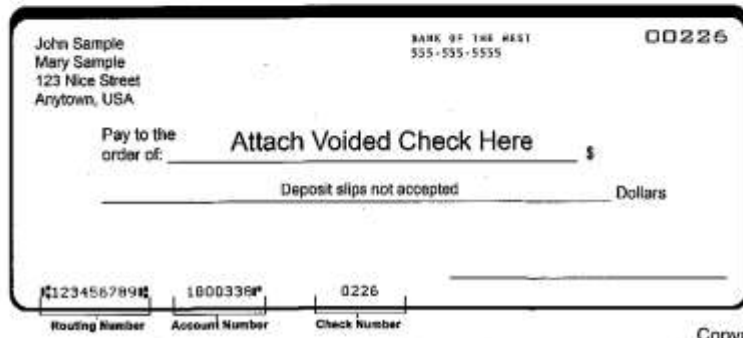 John Sample
Mary Sample
123 Nice Street
Anytown, USA
BANK OF THE WEST
555-555-5555
00226
Pay to the
order of:
Attach Voided Check Here
$
Deposit slips not accepted
Dollars
⑆123456789⑆ 1800338⑈ 0226
Routing Number Account Number Check Number